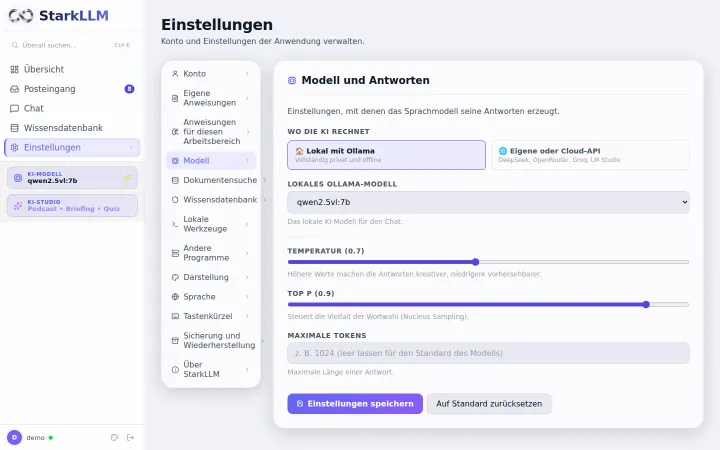 StarkLLM
Überall suchen...
Ctrl K
Übersicht
Posteingang
8
Chat
Wissensdatenbank
Einstellungen
KI-MODELL
qwen2.5vl:7b
KI-STUDIO
Podcast • Briefing • Quiz
D
demo
Einstellungen
Konto und Einstellungen der Anwendung verwalten.
Konto
Eigene
Anweisungen
Anweisungen
für diesen
Arbeitsbereich
Modell
Dokumentensuche
Wissensdatenbank
Lokale
Werkzeuge
Andere
Programme
Darstellung
Sprache
Tastenkürzel
Sicherung und
Wiederherstellung
Über
StarkLLM
Modell und Antworten
Einstellungen, mit denen das Sprachmodell seine Antworten erzeugt.
WO DIE KI RECHNET
Lokal mit Ollama
Vollständig privat und offline
Eigene oder Cloud-API
DeepSeek, OpenRouter, Groq, LM Studio
LOKALES OLLAMA-MODELL
qwen2.5vl:7b
Das lokale KI-Modell für den Chat.
TEMPERATUR (0.7)
Höhere Werte machen die Antworten kreativer, niedrigere vorhersehbarer.
TOP P (0.9)
Steuert die Vielfalt der Wortwahl (Nucleus Sampling).
MAXIMALE TOKENS
z. B. 1024 (leer lassen für den Standard des Modells)
Maximale Länge einer Antwort.
Einstellungen speichern
Auf Standard zurücksetzen